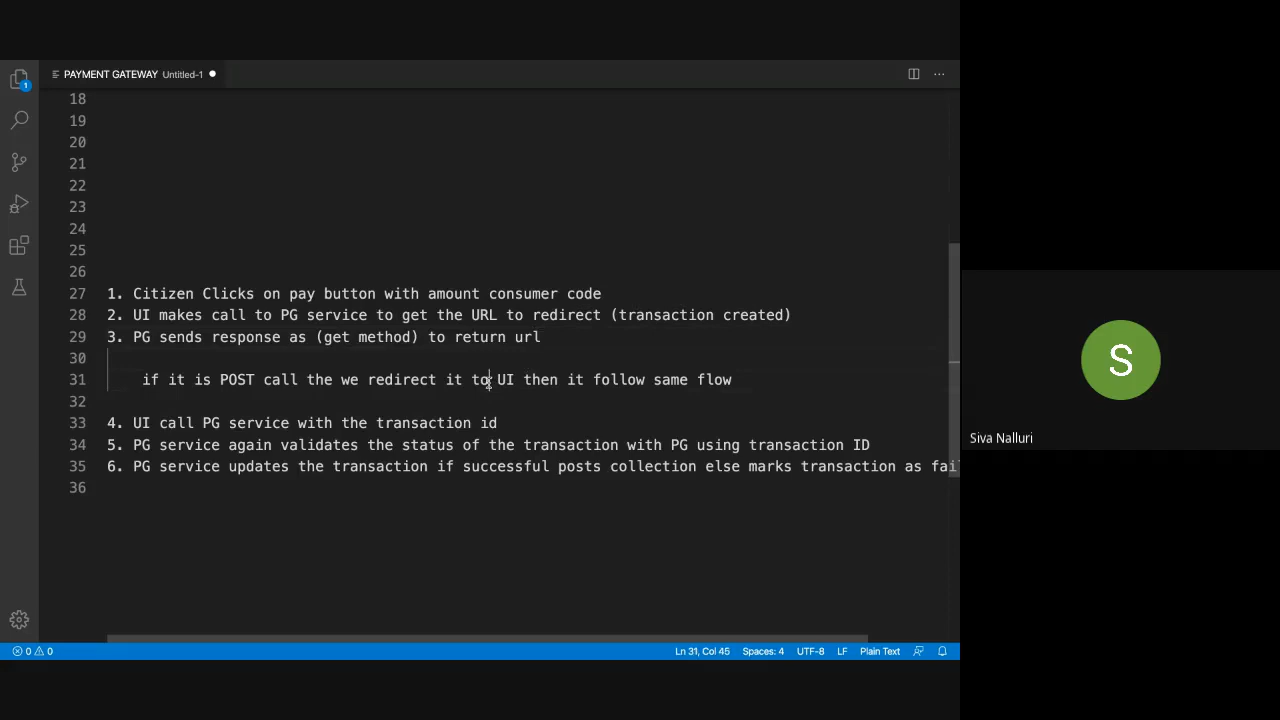 PAYMENT GATEWAY Untitled-1
1
18
19
20
21
22
23
24
25
26
27 1. Citizen Clicks on pay button with amount consumer code
28 2. UI makes call to PG service to get the URL to redirect (transaction created)
29 3. PG sends response as (get method) to return url
30
31 if it is POST call the we redirect it to UI then it follow same flow
32
33 4. UI call PG service with the transaction id
34 5. PG service again validates the status of the transaction with PG using transaction ID
35 6. PG service updates the transaction if successful posts collection else marks transaction as fai
36
S
Siva Nalluri
0 0 Ln 31, Col 45 Spaces: 4 UTF-8 LF Plain Text